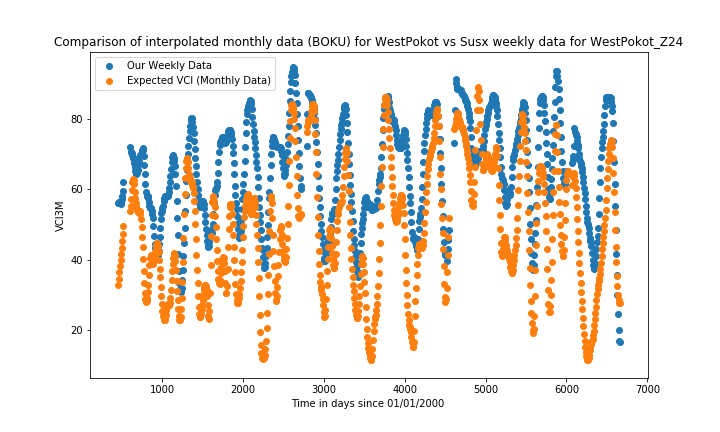 Comparison of interpolated monthly data (BOKU) for WestPokot vs Susx weekly data for WestPokot_Z24
Our Weekly Data
Expected VCI (Monthly Data)
VCI3M
80
60
40
20
1000 2000 3000 4000 5000 6000 7000
Time in days since 01/01/2000